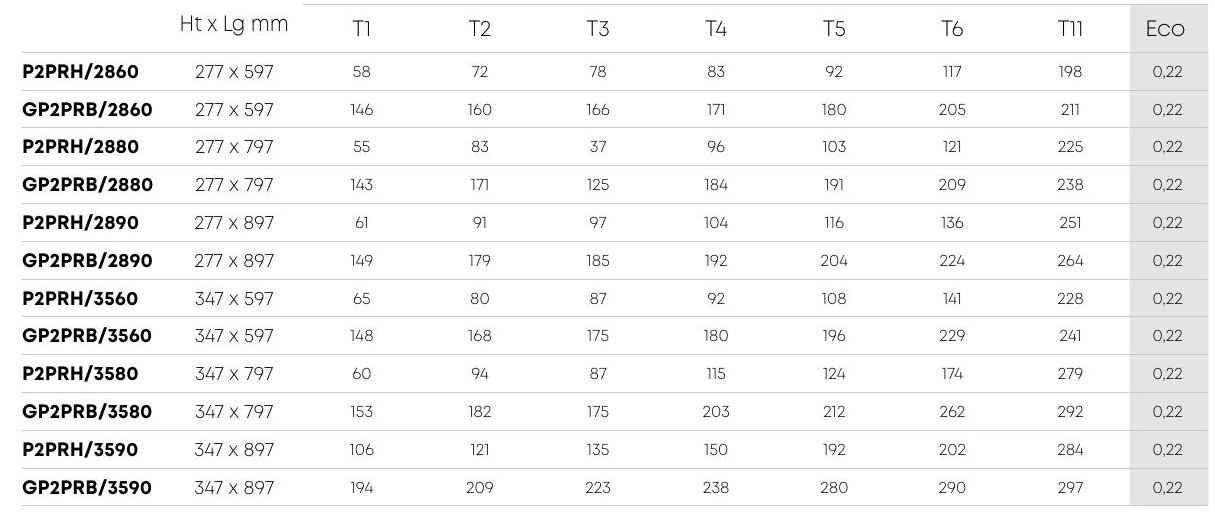 Ht x Lg mm T1 T2 T3 T4 T5 T6 T11 Eco
P2PRH/2860 277 x 597 58 72 78 83 92 117 198 0,22
GP2PRB/2860 277 x 597 146 160 166 171 180 205 211 0,22
P2PRH/2880 277 x 797 55 83 37 96 103 121 225 0,22
GP2PRB/2880 277 x 797 143 171 125 184 191 209 238 0,22
P2PRH/2890 277 x 897 61 91 97 104 116 136 251 0,22
GP2PRB/2890 277 x 897 149 179 185 192 204 224 264 0,22
P2PRH/3560 347 x 597 65 80 87 92 108 141 228 0,22
GP2PRB/3560 347 x 597 148 168 175 180 196 229 241 0,22
P2PRH/3580 347 x 797 60 94 87 115 124 174 279 0,22
GP2PRB/3580 347 x 797 153 182 175 203 212 262 292 0,22
P2PRH/3590 347 x 897 106 121 135 150 192 202 284 0,22
GP2PRB/3590 347 x 897 194 209 223 238 280 290 297 0,22